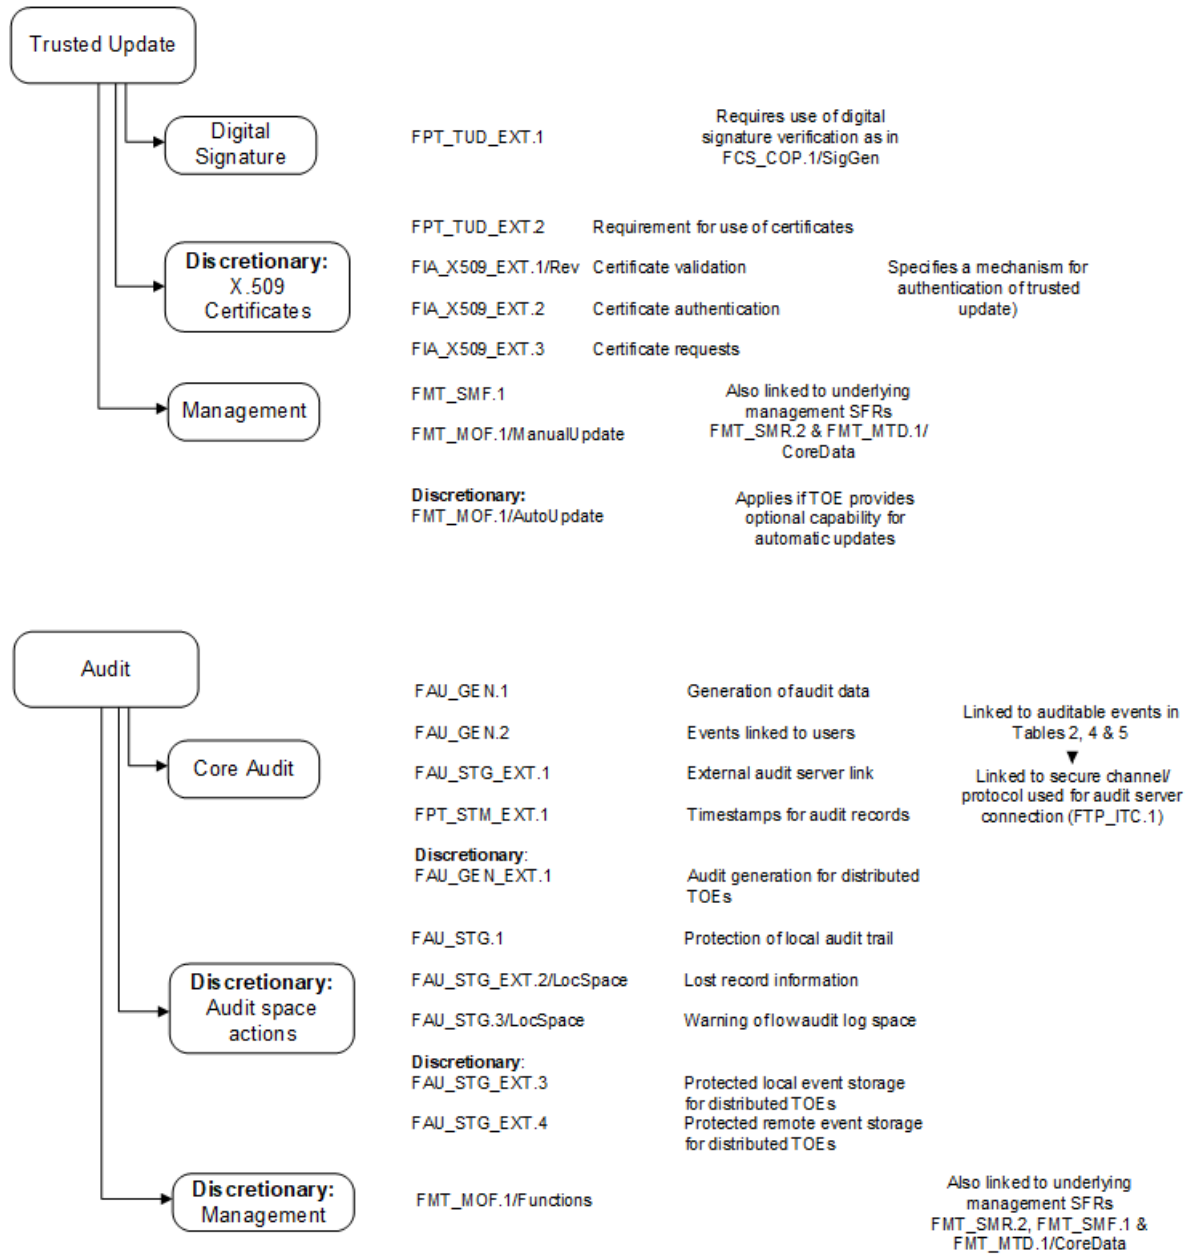 Trusted Update
Digital
Signature
FPT_TUD_EXT.1
Requires use of digital
signature verification as in
FCS_COP.1/SigGen
Discretionary:
X.509
Certificates
FPT_TUD_EXT.2 Requirement for use of certificates
FIA_X509_EXT.1/Rev Certificate validation
FIA_X509_EXT.2 Certificate authentication
FIA_X509_EXT.3 Certificate requests
Specifies a mechanism for
authentication of trusted
update)
Management
FMT_SMF.1
FMT_MOF.1/ManualUpdate
Also linked to underlying
management SFRs
FMT_SMR.2 & FMT_MTD.1/
CoreData
Discretionary:
FMT_MOF.1/AutoUpdate
Applies if TOE provides
optional capability for
automatic updates
Audit
Core Audit
FAU_GEN.1 Generation of audit data
FAU_GEN.2 Events linked to users
FAU_STG_EXT.1 External audit server link
FPT_STM_EXT.1 Timestamps for audit records
Linked to auditable events in
Tables 2, 4 & 5
Linked to secure channel/
protocol used for audit server
connection (FTP_ITC.1)
Discretionary:
FAU_GEN_EXT.1 Audit generation for distributed
TOEs
Discretionary:
Audit space
actions
FAU_STG.1 Protection of local audit trail
FAU_STG_EXT.2/LocSpace Lost record information
FAU_STG.3/LocSpace Warning of low audit log space
Discretionary:
FAU_STG_EXT.3 Protected local event storage
for distributed TOEs
FAU_STG_EXT.4 Protected remote event storage
for distributed TOEs
Discretionary:
Management
FMT_MOF.1/Functions
Also linked to underlying
management SFRs
FMT_SMR.2, FMT_SMF.1 &
FMT_MTD.1/CoreData